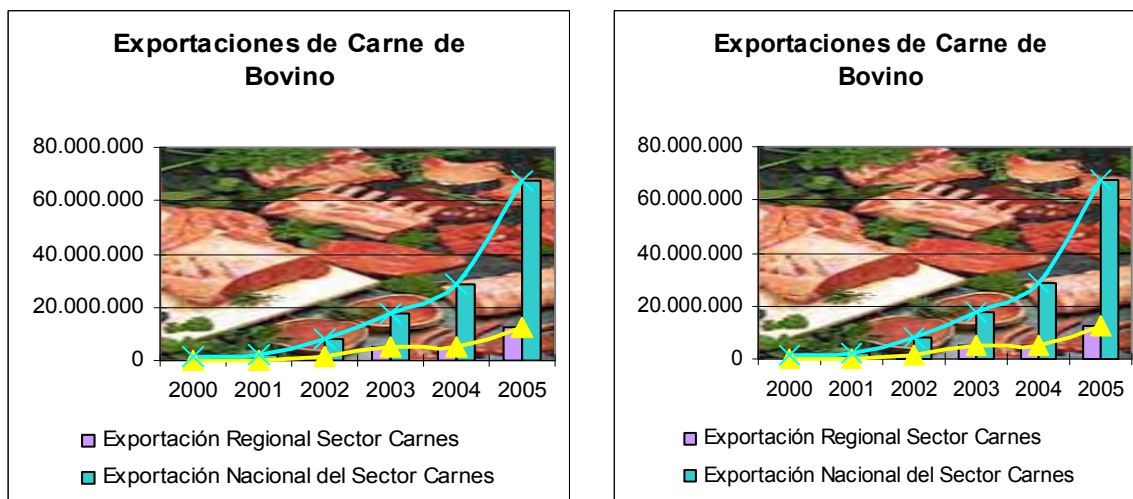 Exportaciones de Carne de
Bovino
80.000.000
60.000.000
40.000.000
20.000.000
0
2000 2001 2002 2003 2004 2005
Exportación Regional Sector Carnes
Exportación Nacional del Sector Carnes
Exportaciones de Carne de
Bovino
80.000.000
60.000.000
40.000.000
20.000.000
0
2000 2001 2002 2003 2004 2005
Exportación Regional Sector Carnes
Exportación Nacional del Sector Carnes